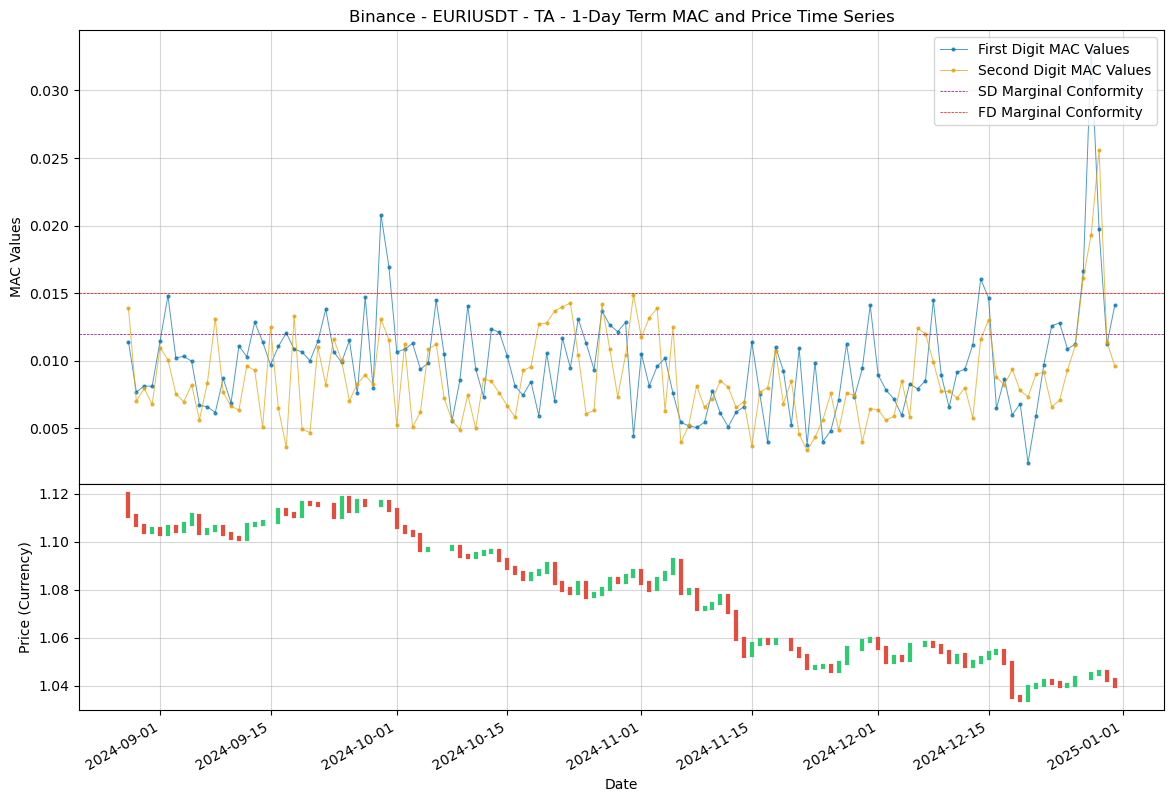 Binance - EURIUSDT - TA - 1-Day Term MAC and Price Time Series
First Digit MAC Values
Second Digit MAC Values
SD Marginal Conformity
FD Marginal Conformity
MAC Values
0.030
0.025
0.020
0.015
0.010
0.005
Price (Currency)
1.12
1.10
1.08
1.06
1.04
2024-09-01
2024-09-15
2024-10-01
2024-10-15
2024-11-01
2024-11-15
2024-12-01
2024-12-15
2025-01-01
Date